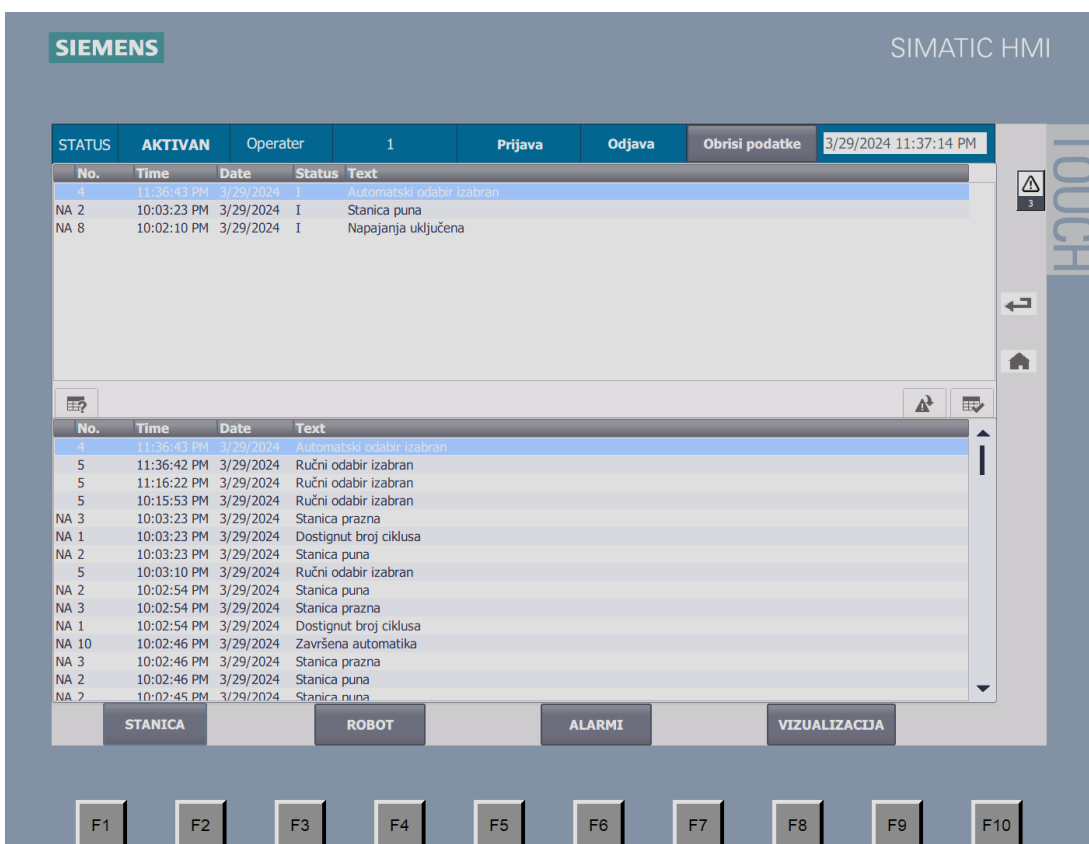 SIEMENS
SIMATIC HMI
TOUCH
STATUS AKTIVAN Operater 1 Prijava Odjava Obrisi podatke 3/29/2024 11:37:14 PM
No. Time Date Status Text
4 11:36:43 PM 3/29/2024 I Automatski odabir izabran
NA 2 10:03:23 PM 3/29/2024 I Stanica puna
NA 8 10:02:10 PM 3/29/2024 I Napajanja uključena
3
No. Time Date Text
4 11:36:43 PM 3/29/2024 Automatski odabir izabran
5 11:36:42 PM 3/29/2024 Ručni odabir izabran
5 11:16:22 PM 3/29/2024 Ručni odabir izabran
5 10:15:53 PM 3/29/2024 Ručni odabir izabran
NA 3 10:03:23 PM 3/29/2024 Stanica prazna
NA 1 10:03:23 PM 3/29/2024 Dostignut broj ciklusa
NA 2 10:03:23 PM 3/29/2024 Stanica puna
5 10:03:10 PM 3/29/2024 Ručni odabir izabran
NA 2 10:02:54 PM 3/29/2024 Stanica puna
NA 3 10:02:54 PM 3/29/2024 Stanica prazna
NA 1 10:02:54 PM 3/29/2024 Dostignut broj ciklusa
NA 10 10:02:46 PM 3/29/2024 Završena automatika
NA 3 10:02:46 PM 3/29/2024 Stanica prazna
NA 2 10:02:46 PM 3/29/2024 Stanica puna
NA 2 10:02:45 PM 3/29/2024 Stanica puna
STANICA ROBOT ALARMI VIZUALIZACIJA
F1 F2 F3 F4 F5 F6 F7 F8 F9 F10